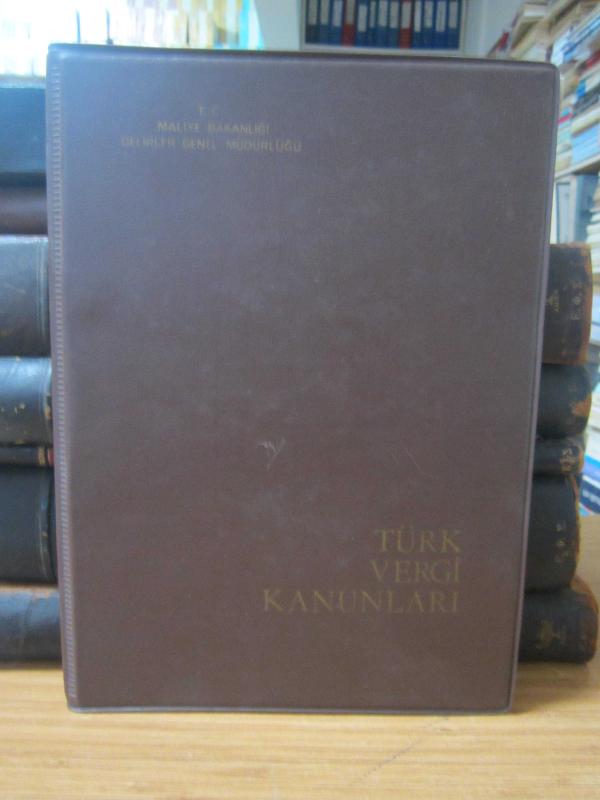 T. C.
MALİYE BAKANLIĞI
GELİRLER GENEL MÜDÜRLÜĞÜ
TÜRK
VERGİ
KANUNLARI